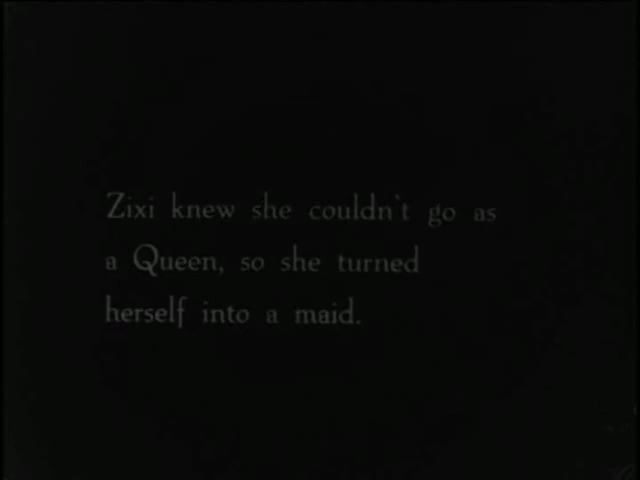 Zixi knew she couldn't go as
a Queen, so she turned
herself into a maid.